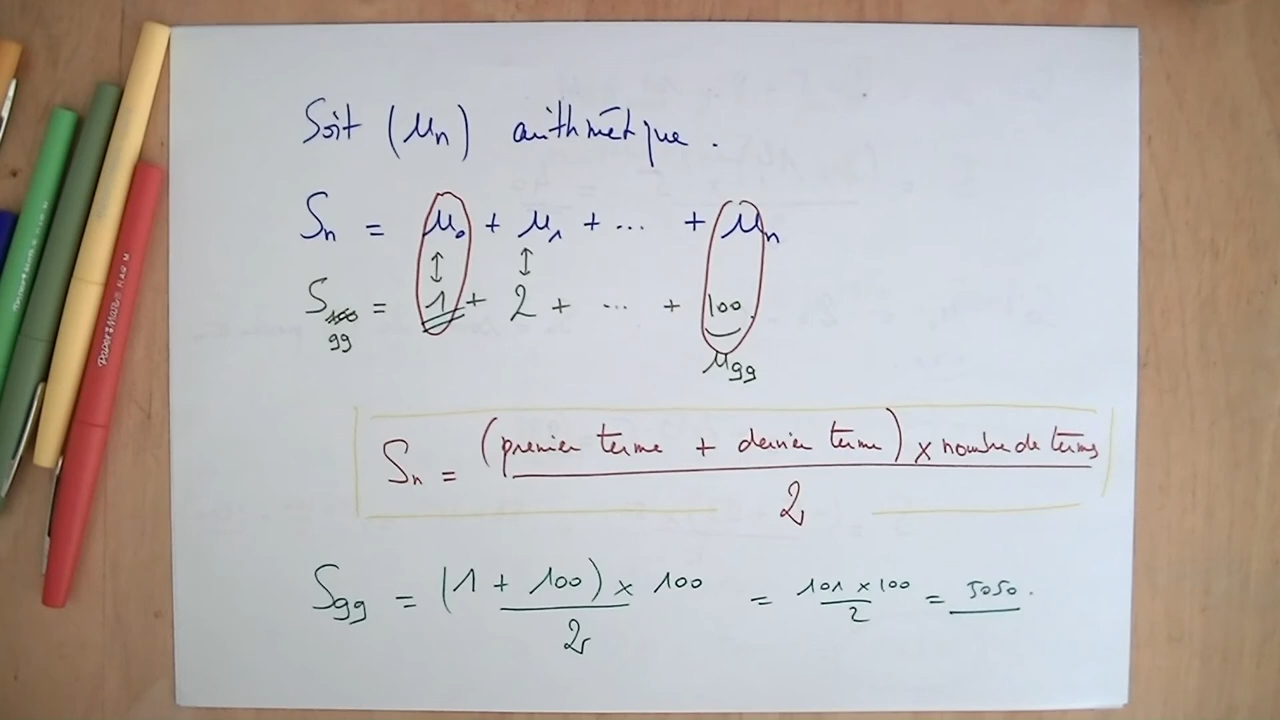 Soit (Un) arithmétique.
Sn = U0 + U1 + ... + Un
↕ ↕
S100 = 1 + 2 + ... + 100
99
U99
Sn = (premier terme + dernier terme) x nombre de termes
2
S99 = (1 + 100) x 100 = 101 x 100 = 5050.
2 2